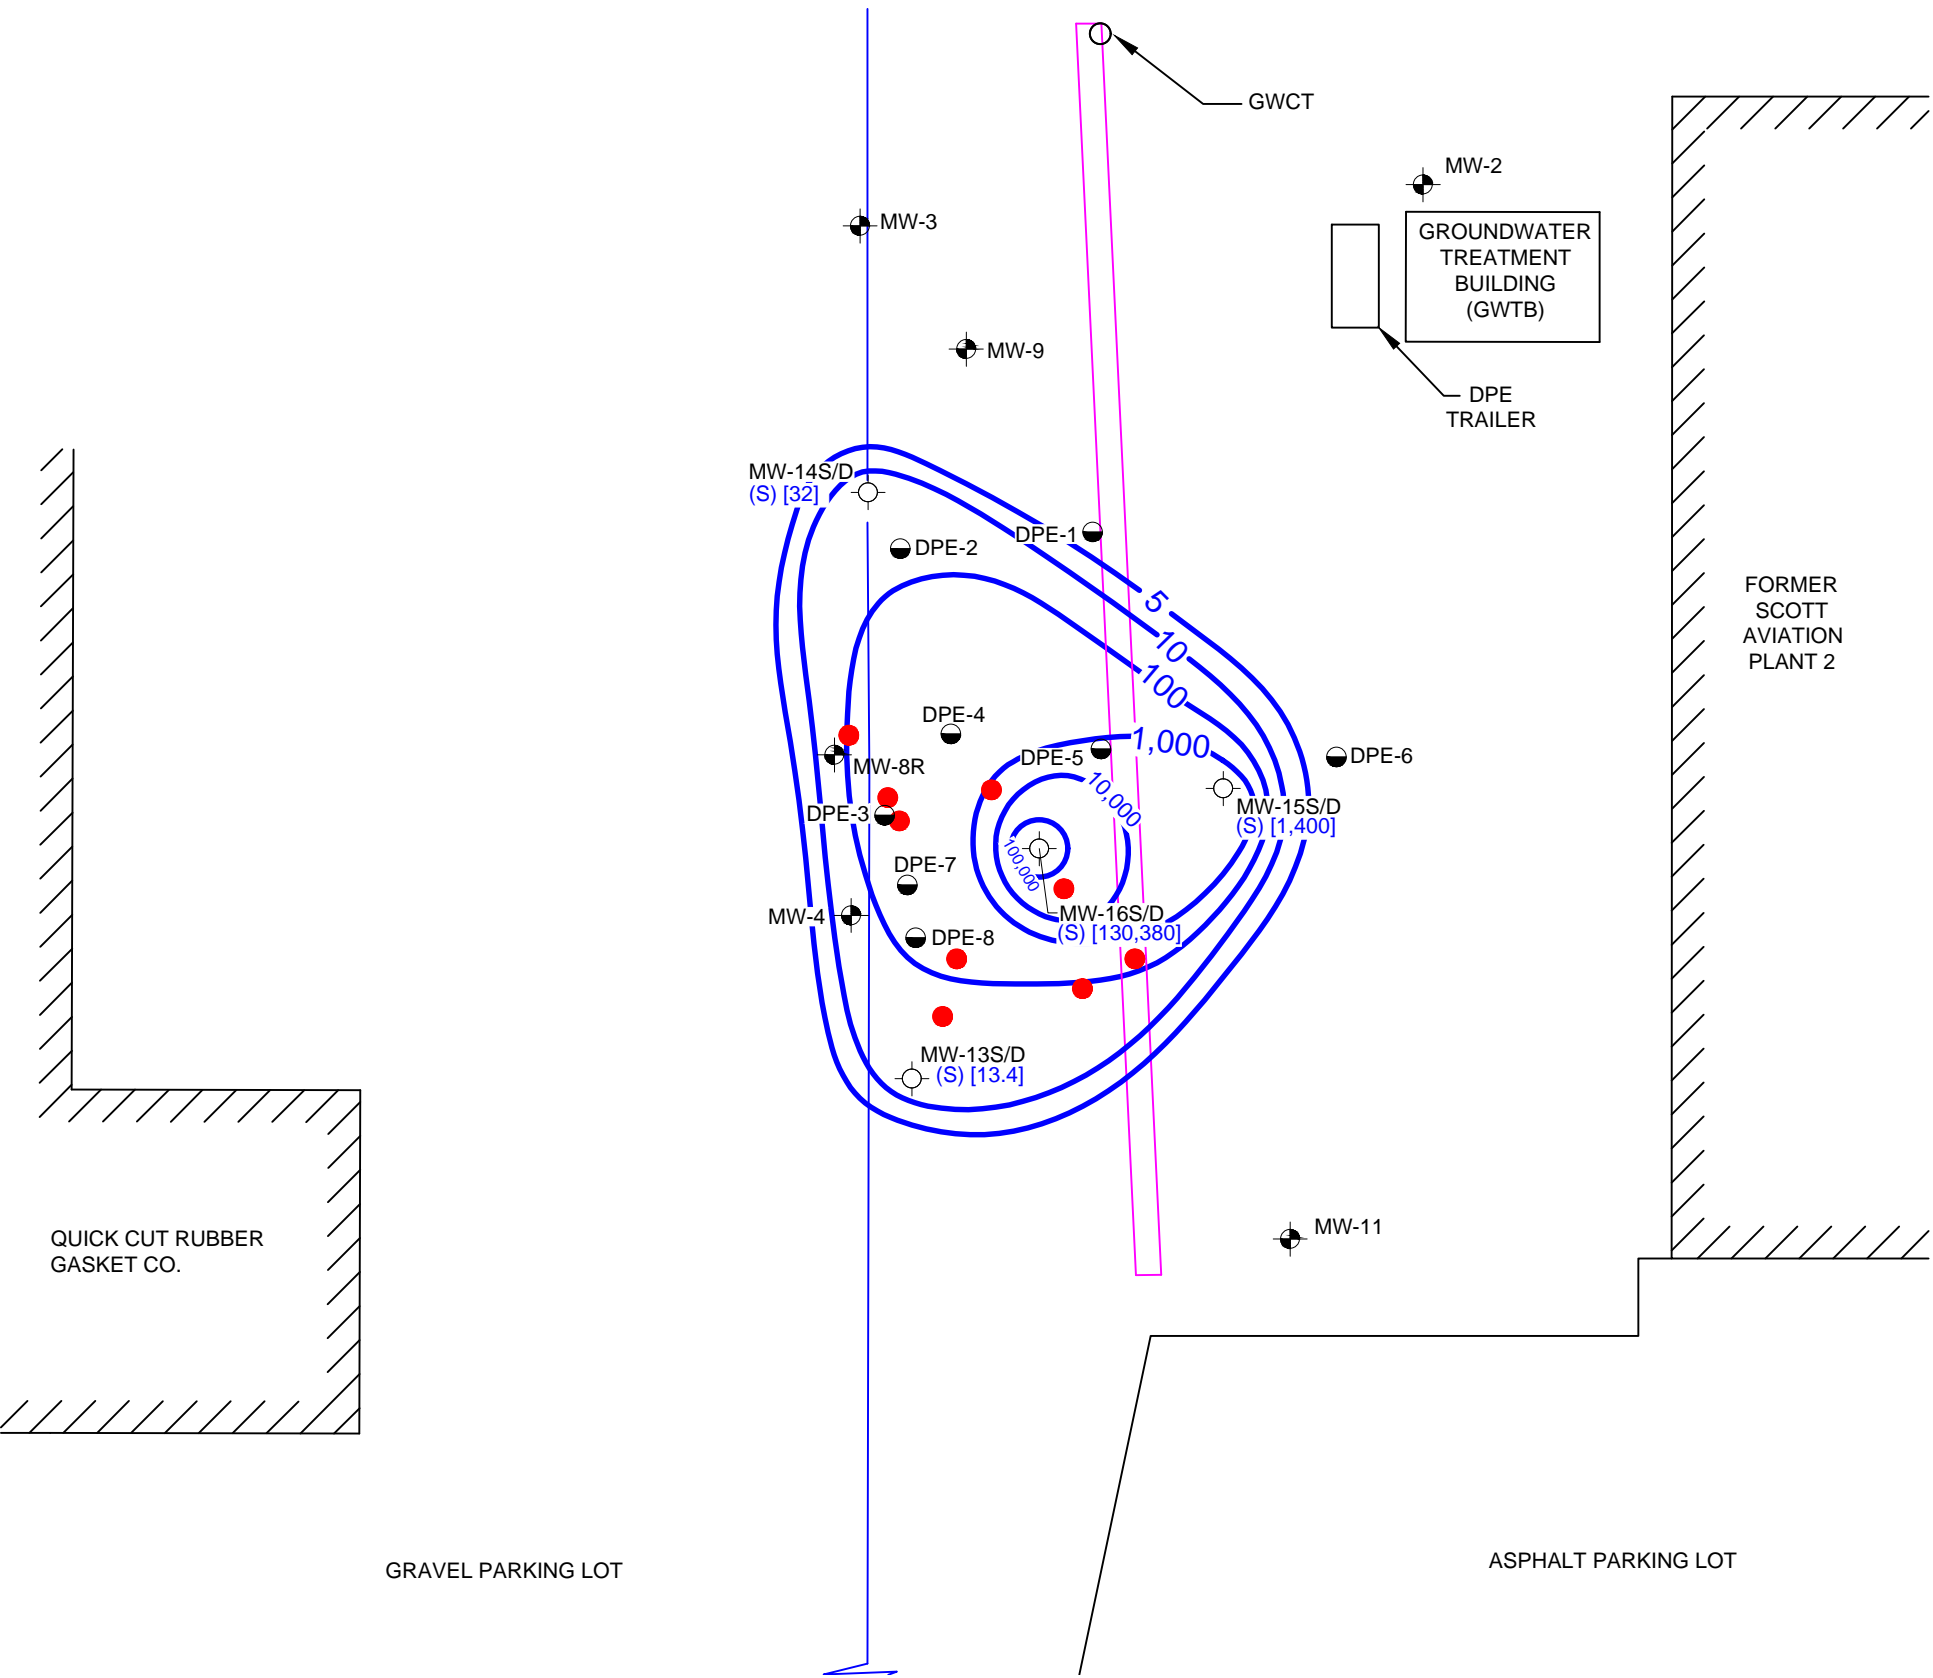 GWCT
MW-2
MW-3
GROUNDWATER
TREATMENT
BUILDING
(GWTB)
MW-9
DPE
TRAILER
MW-14S/D
(S) [32]
DPE-1
DPE-2
5
10
100
FORMER
SCOTT
AVIATION
PLANT 2
DPE-4
1,000
DPE-5
DPE-6
MW-8R
10,000
DPE-3
MW-15S/D
(S) [1,400]
100,000
DPE-7
MW-4
MW-16S/D
(S) [130,380]
DPE-8
MW-13S/D
(S) [13.4]
MW-11
QUICK CUT RUBBER
GASKET CO.
GRAVEL PARKING LOT
ASPHALT PARKING LOT